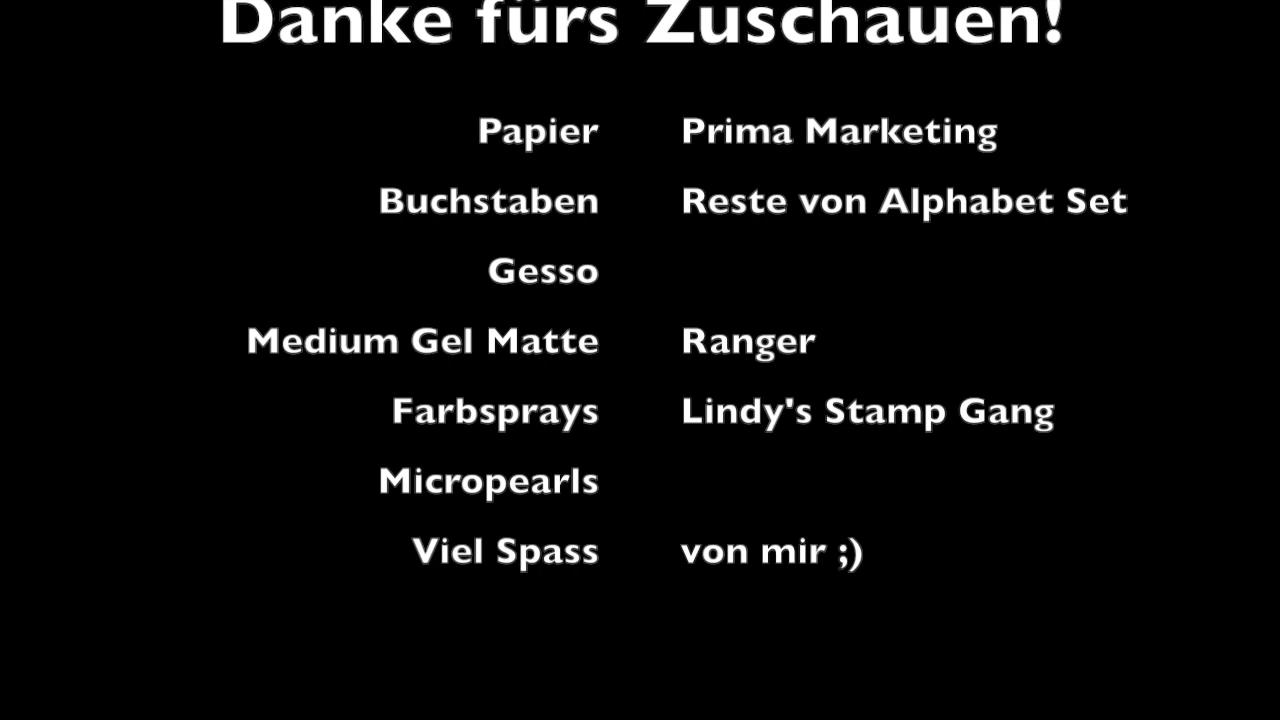 Danke fürs Zuschauen!
Papier Prima Marketing
Buchstaben Reste von Alphabet Set
Gesso
Medium Gel Matte Ranger
Farbsprays Lindy's Stamp Gang
Micropearls
Viel Spass von mir ;)